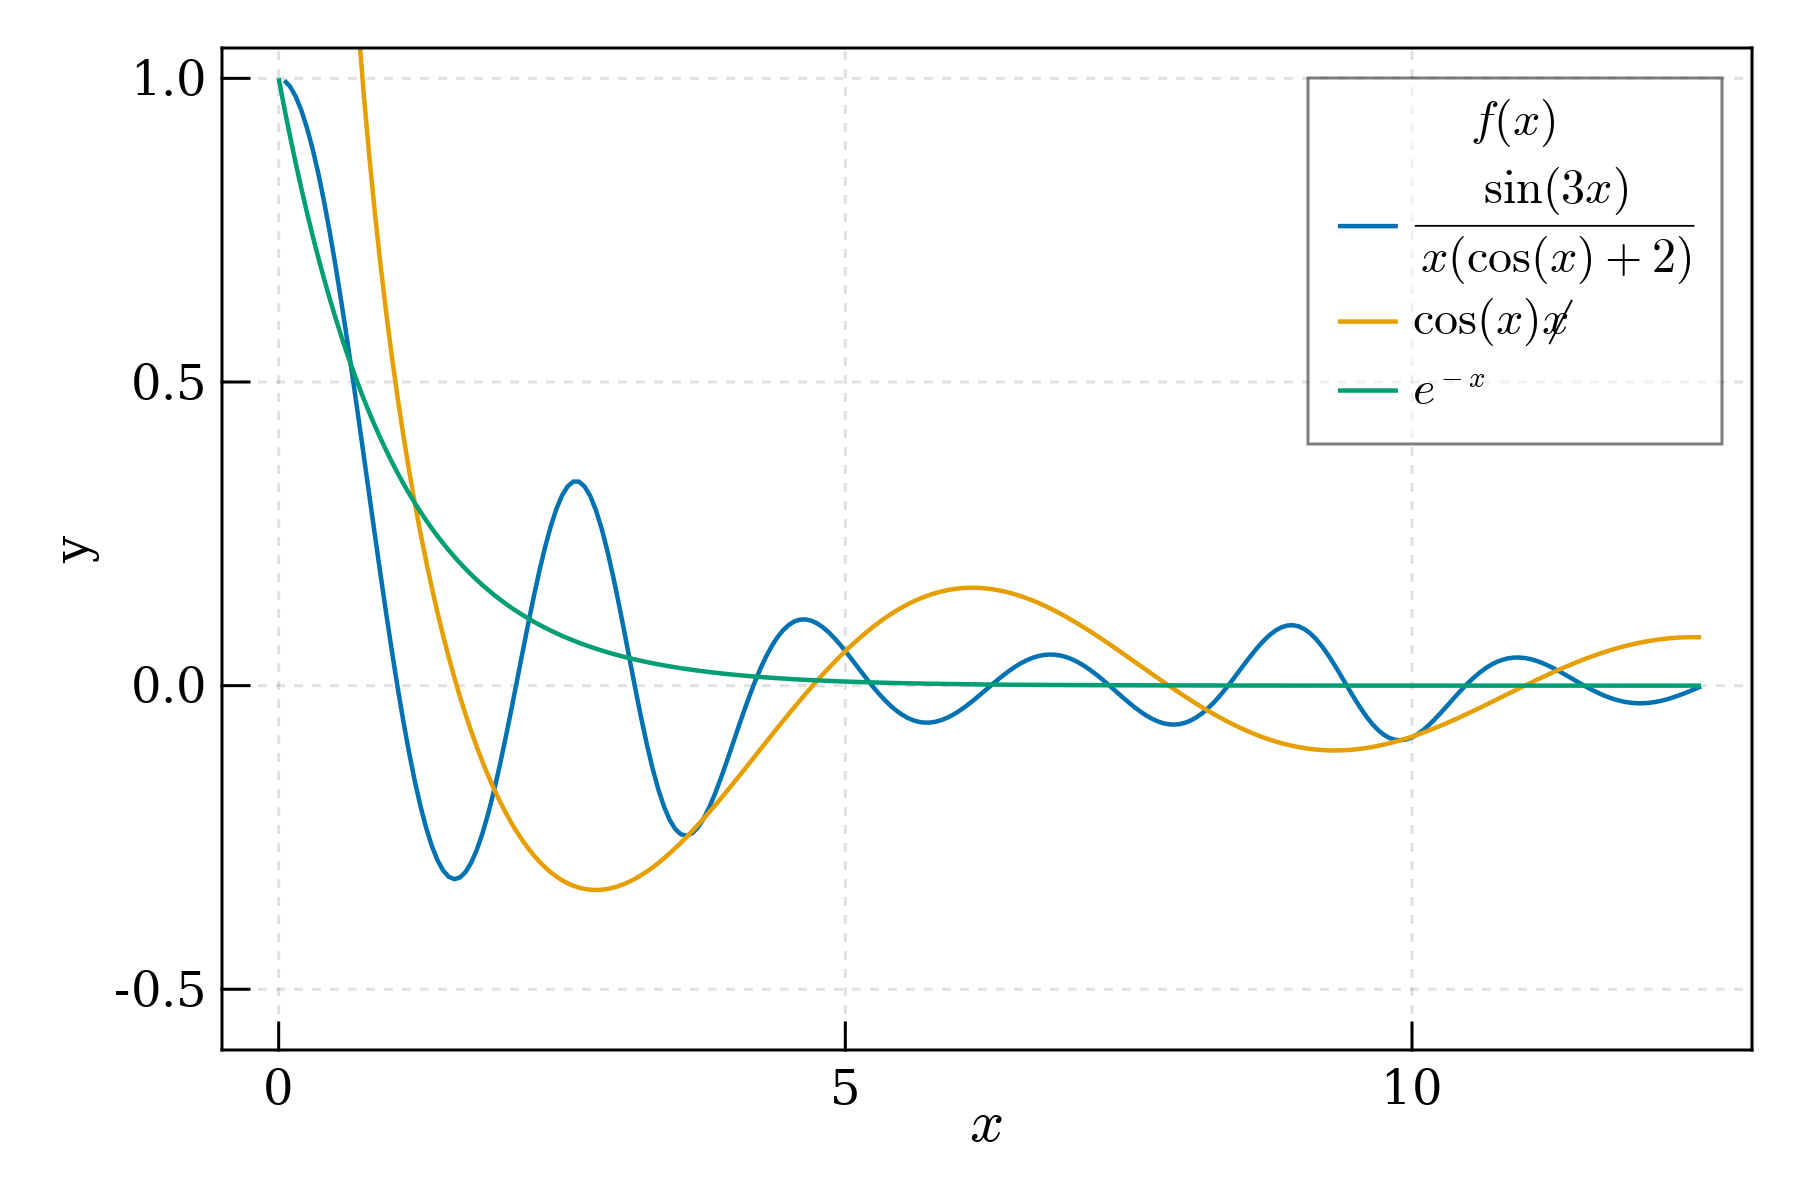 1.0
f(x)
sin(3x)
x(cos(x) + 2)
cos(x)x̸
0.5
e^{-x}
y
0.0
-0.5
0 5 10
x